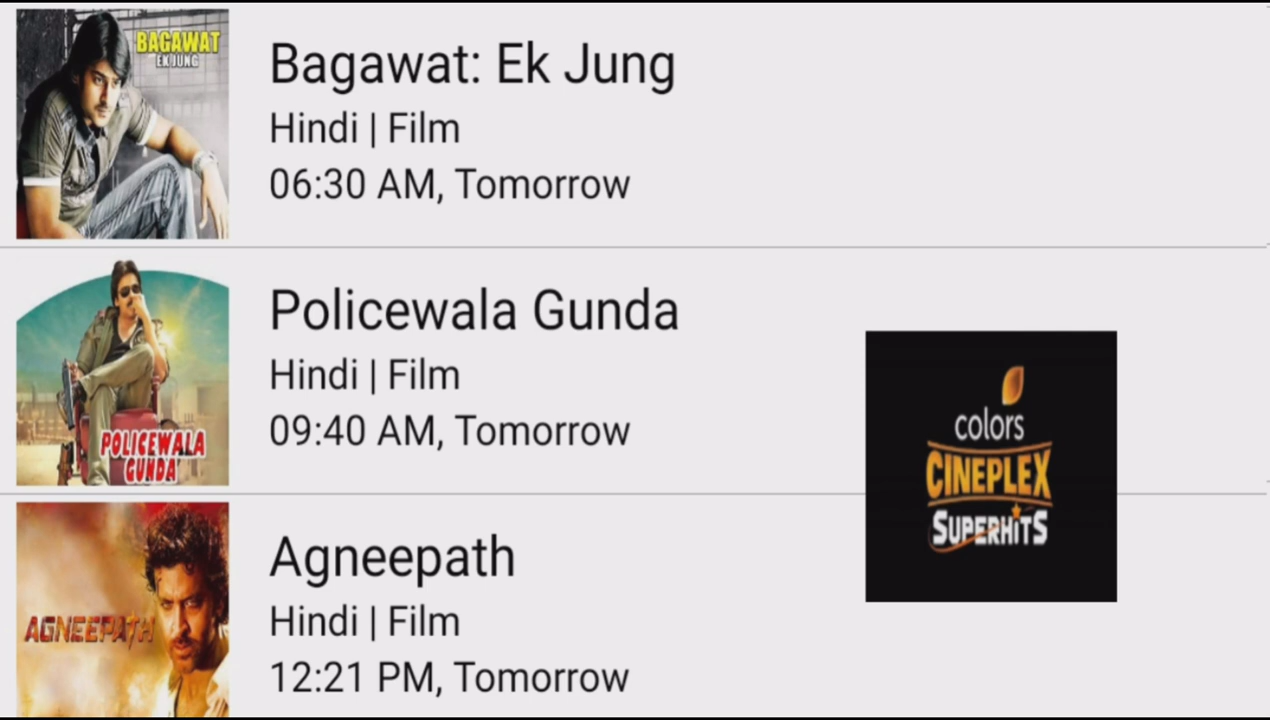 BAGAWAT
EK JUNG
Bagawat: Ek Jung
Hindi | Film
06:30 AM, Tomorrow
POLICEWALA
GUNDA
Policewala Gunda
Hindi | Film
09:40 AM, Tomorrow
AGNEEPATH
Agneepath
Hindi | Film
12:21 PM, Tomorrow
colors
CINEPLEX
SUPERHiTS